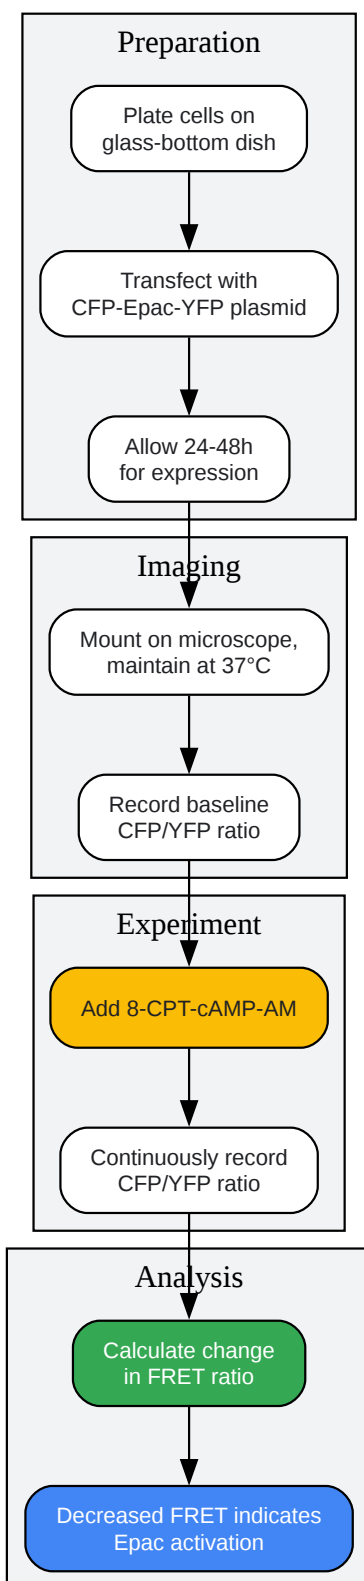 Preparation
Plate cells on
glass-bottom dish
Transfect with
CFP-Epac-YFP plasmid
Allow 24-48h
for expression
Imaging
Mount on microscope,
maintain at 37°C
Record baseline
CFP/YFP ratio
Experiment
Add 8-CPT-cAMP-AM
Continuously record
CFP/YFP ratio
Analysis
Calculate change
in FRET ratio
Decreased FRET indicates
Epac activation